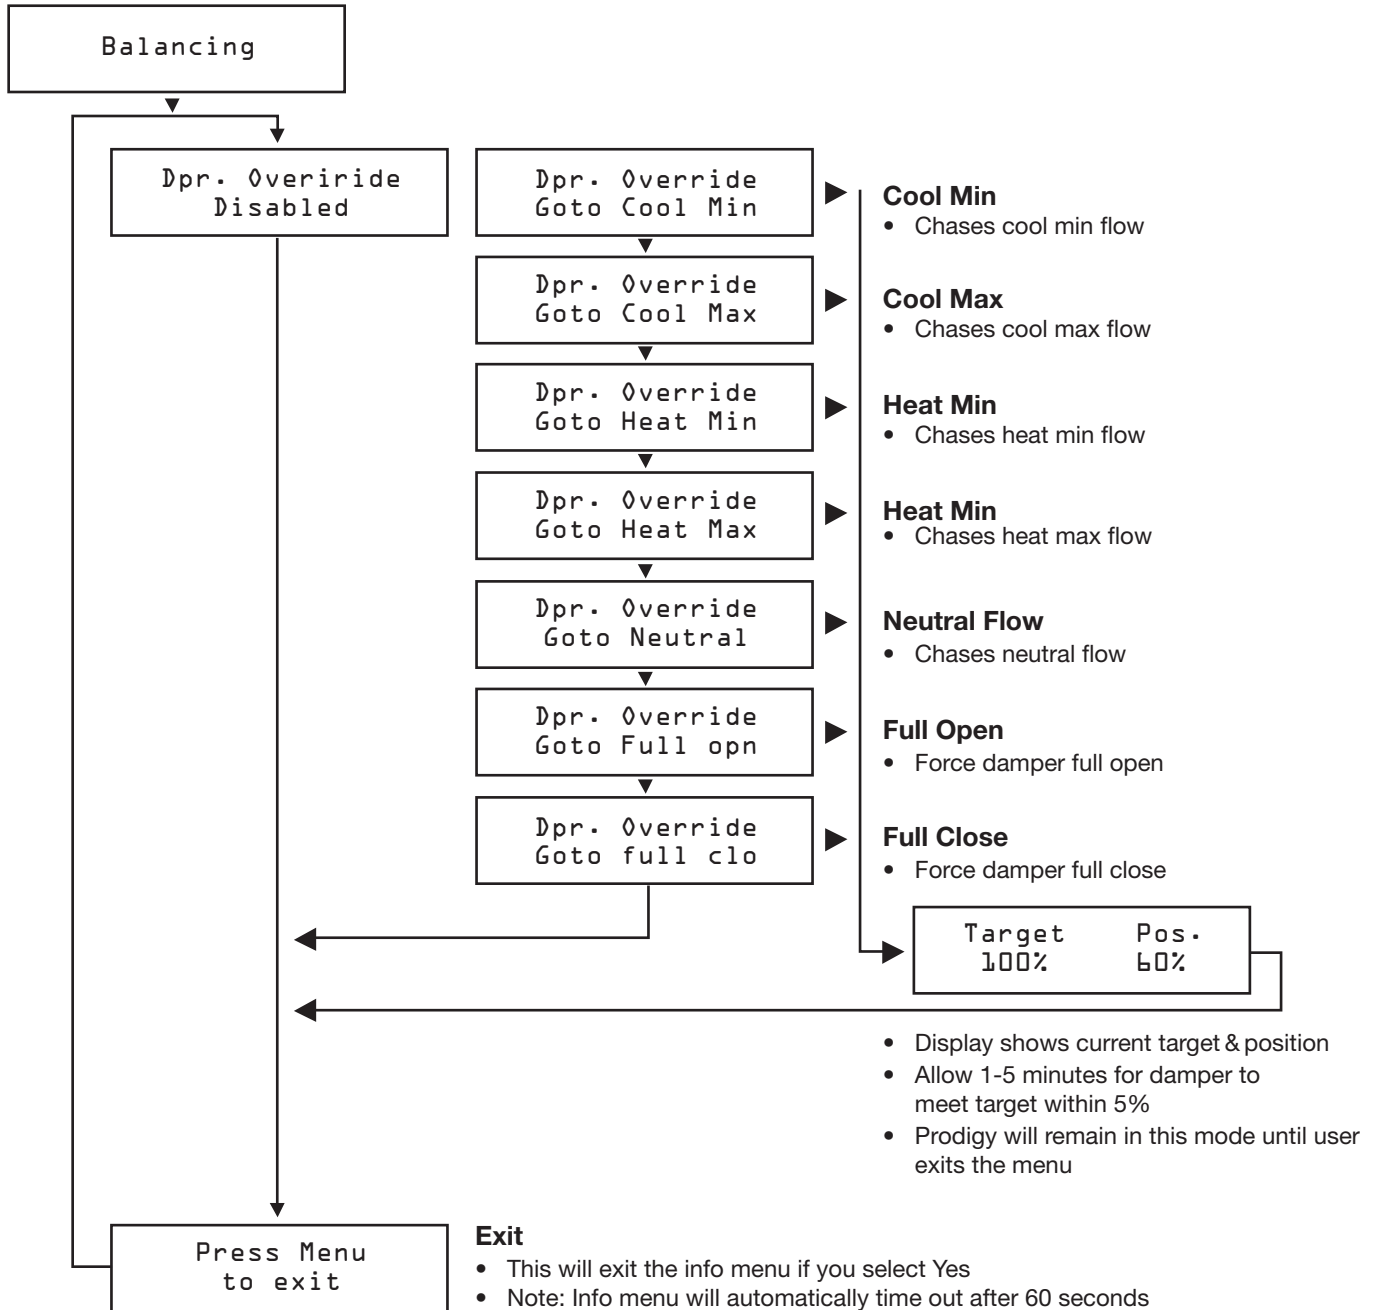 Balancing
Dpr. Overiride
Disabled
Dpr. Override
Goto Cool Min
Cool Min
• Chases cool min flow
Dpr. Override
Goto Cool Max
Cool Max
• Chases cool max flow
Dpr. Override
Goto Heat Min
Heat Min
• Chases heat min flow
Dpr. Override
Goto Heat Max
Heat Min
• Chases heat max flow
Dpr. Override
Goto Neutral
Neutral Flow
• Chases neutral flow
Dpr. Override
Goto Full opn
Full Open
• Force damper full open
Dpr. Override
Goto full clo
Full Close
• Force damper full close
Target Pos.
100% 60%
• Display shows current target & position
• Allow 1-5 minutes for damper to
meet target within 5%
• Prodigy will remain in this mode until user
exits the menu
Press Menu
to exit
Exit
• This will exit the info menu if you select Yes
• Note: Info menu will automatically time out after 60 seconds